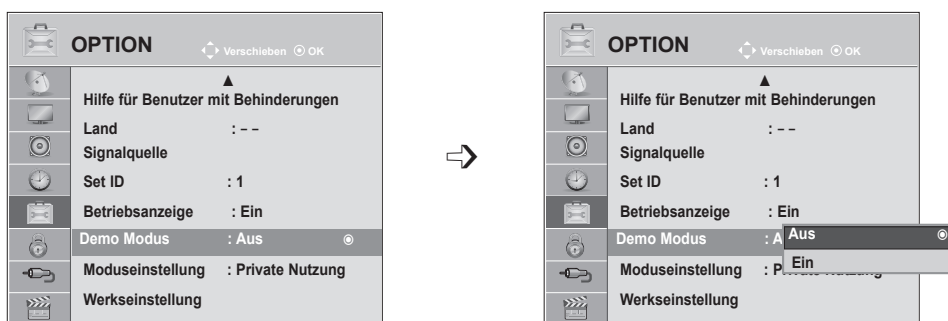 OPTION
Verschieben OK
▲
Hilfe für Benutzer mit Behinderungen
Land : – –
Signalquelle
Set ID : 1
Betriebsanzeige : Ein
Demo Modus : Aus
Moduseinstellung : Private Nutzung
Werkseinstellung
OPTION
Verschieben OK
▲
Hilfe für Benutzer mit Behinderungen
Land : – –
Signalquelle
Set ID : 1
Betriebsanzeige : Ein
Demo Modus : A
Aus
Ein
Moduseinstellung : Private Nutzung
Werkseinstellung